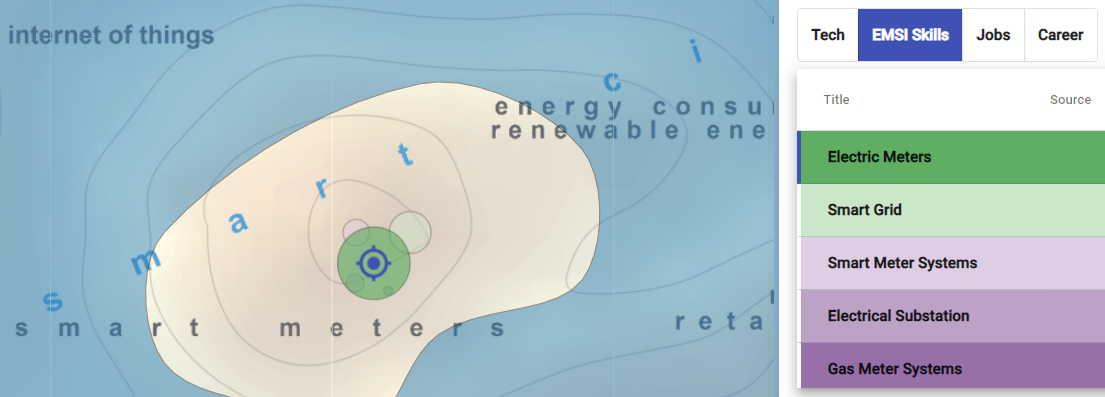 internet of things
c i
energy consu
renewable ene
s m a r t
smart meters
reta
Tech
EMSI Skills
Jobs
Career
Title
Source
Electric Meters
Smart Grid
Smart Meter Systems
Electrical Substation
Gas Meter Systems